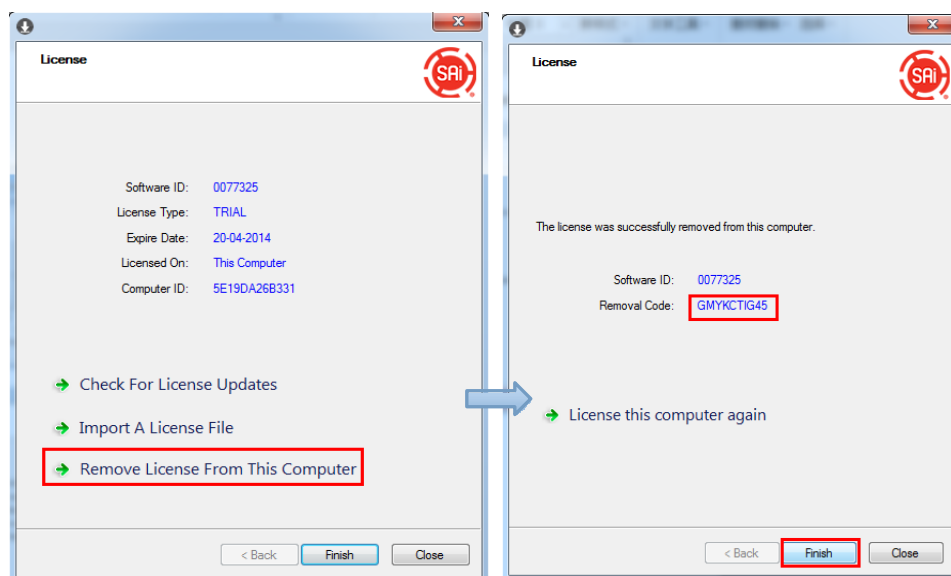 License
SAi
Software ID: 0077325
License Type: TRIAL
Expire Date: 20-04-2014
Licensed On: This Computer
Computer ID: 5E19DA26B331
Check For License Updates
Import A License File
Remove License From This Computer
< Back Finish Close
License
SAi
The license was successfully removed from this computer.
Software ID: 0077325
Removal Code: GMYKCTIG45
License this computer again
< Back Finish Close